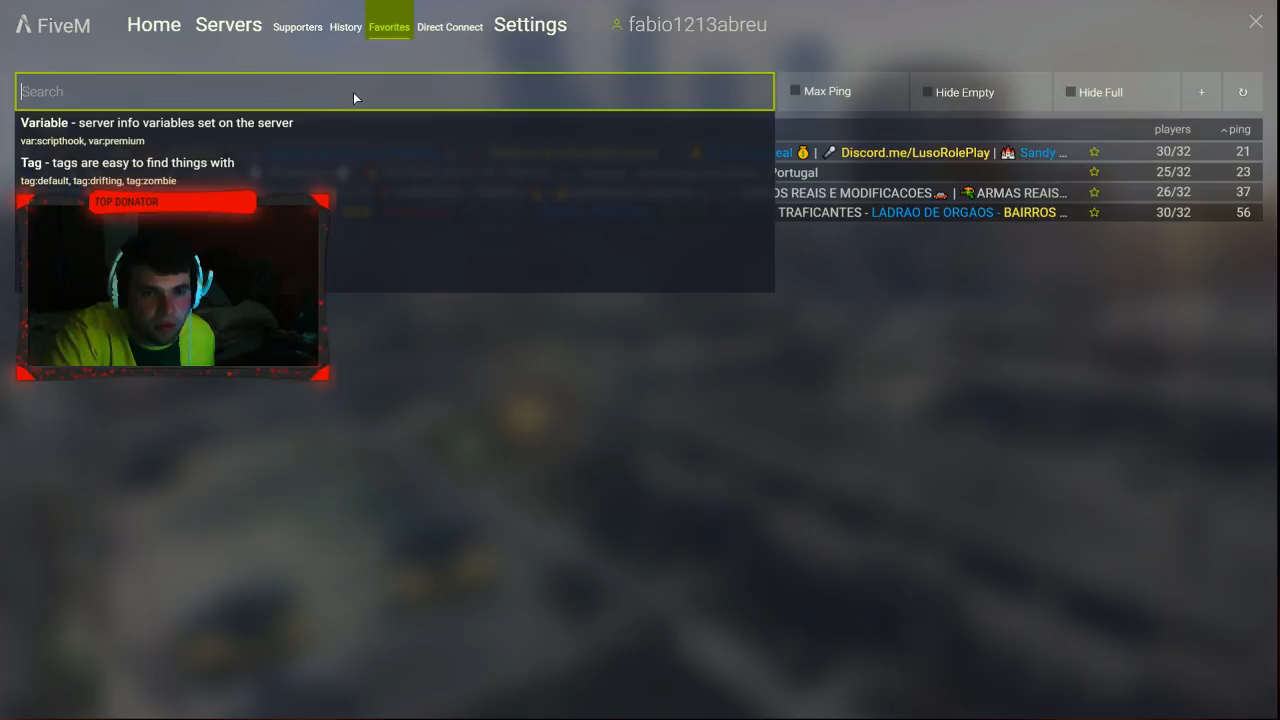 FiveM Home Servers Supporters History Favorites Direct Connect Settings fabio1213abreu
Search
Max Ping
Hide Empty
Hide Full
+
Variable - server info variables set on the server
var:scripthook, var:premium
Tag - tags are easy to find things with
tag:default, tag:drifting, tag:zombie
players ping
eal 💰 | 🎤 Discord.me/LusoRolePlay | 🏰 Sandy ... 30/32 21
Portugal 25/32 23
OS REAIS E MODIFICACOES 🚗 | ARMAS REAIS... 26/32 37
TRAFICANTES - LADRAO DE ORGAOS - BAIRROS ... 30/32 56
TOP DONATOR